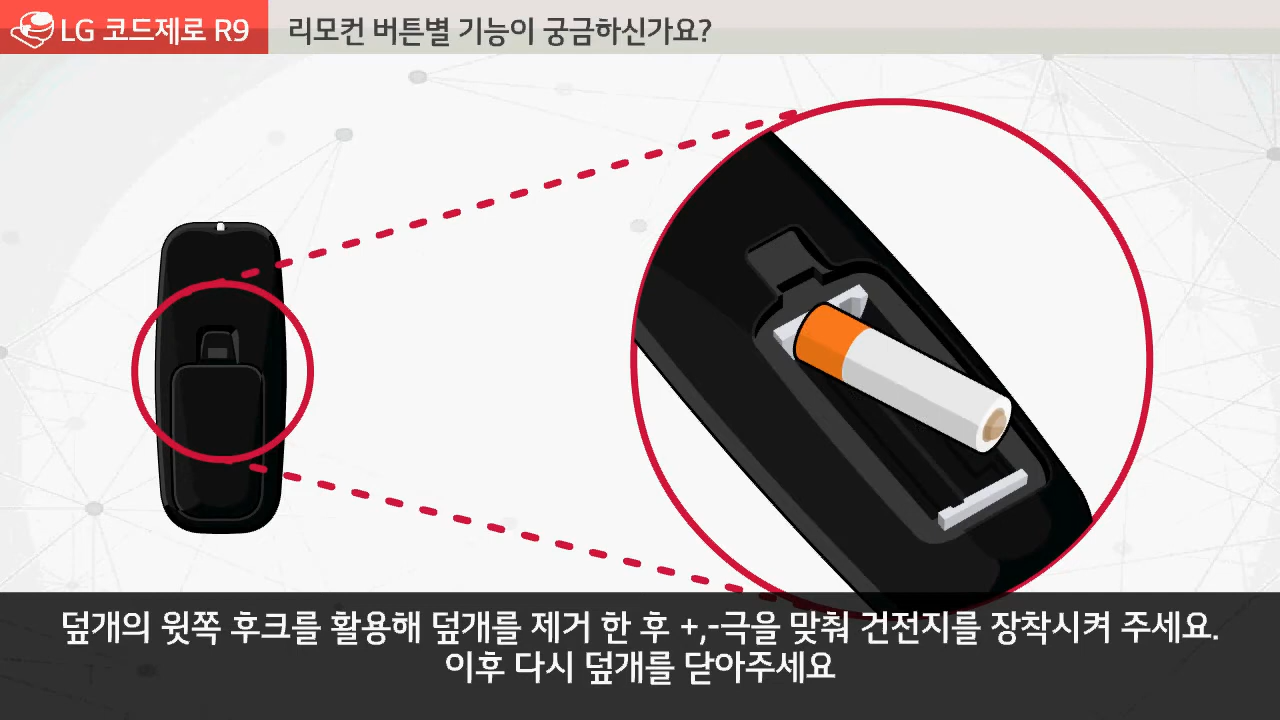 LG 코드제로 R9
리모컨 버튼별 기능이 궁금하신가요?
덮개의 윗쪽 후크를 활용해 덮개를 제거 한 후 +,-극을 맞춰 건전지를 장착시켜 주세요.
이후 다시 덮개를 닫아주세요